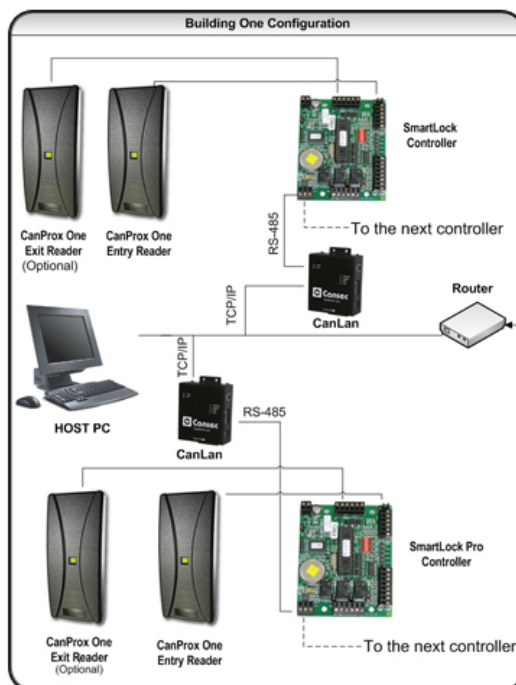 Building One Configuration
SmartLock
Controller
CanProx One
Exit Reader
(Optional)
CanProx One
Entry Reader
To the next controller
RS-485
Cansec
CanLan
TCP/IP
Router
HOST PC
TCP/IP
Cansec
CanLan
RS-485
SmartLock Pro
Controller
CanProx One
Exit Reader
(Optional)
CanProx One
Entry Reader
To the next controller